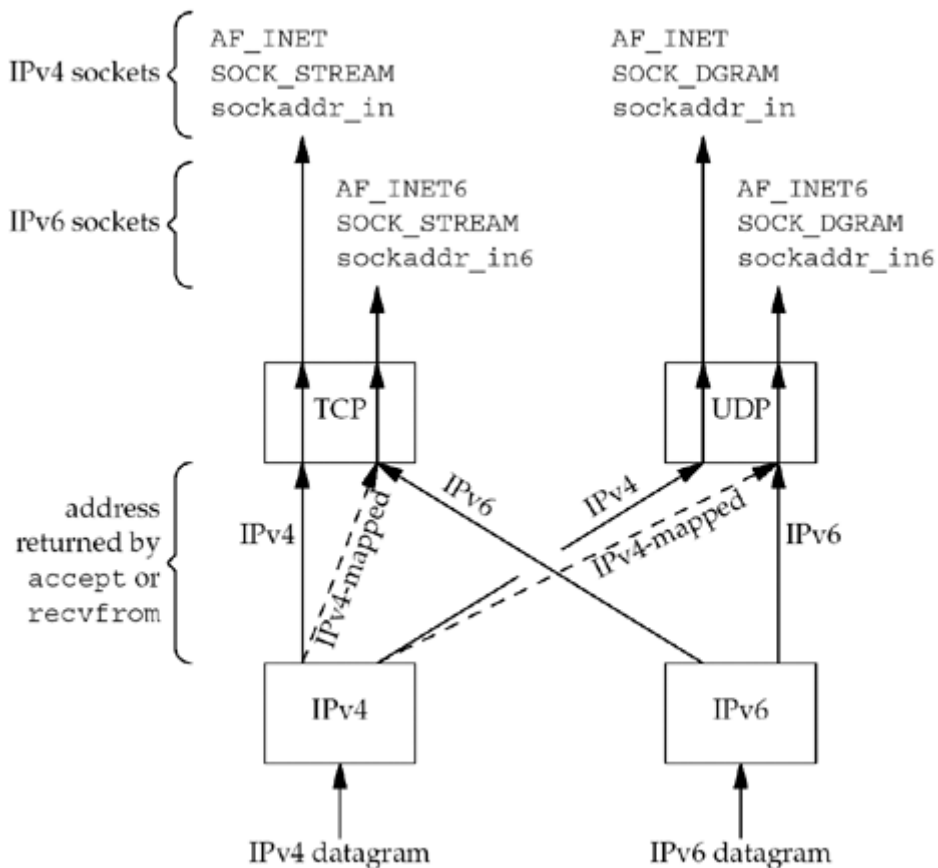 IPv4 sockets
AF_INET
SOCK_STREAM
sockaddr_in
AF_INET
SOCK_DGRAM
sockaddr_in
IPv6 sockets
AF_INET6
SOCK_STREAM
sockaddr_in6
AF_INET6
SOCK_DGRAM
sockaddr_in6
TCP
UDP
address
returned by
accept or
recvfrom
IPv4
IPv4-mapped
IPv6
IPv4
IPv4-mapped
IPv6
IPv4
IPv6
IPv4 datagram
IPv6 datagram